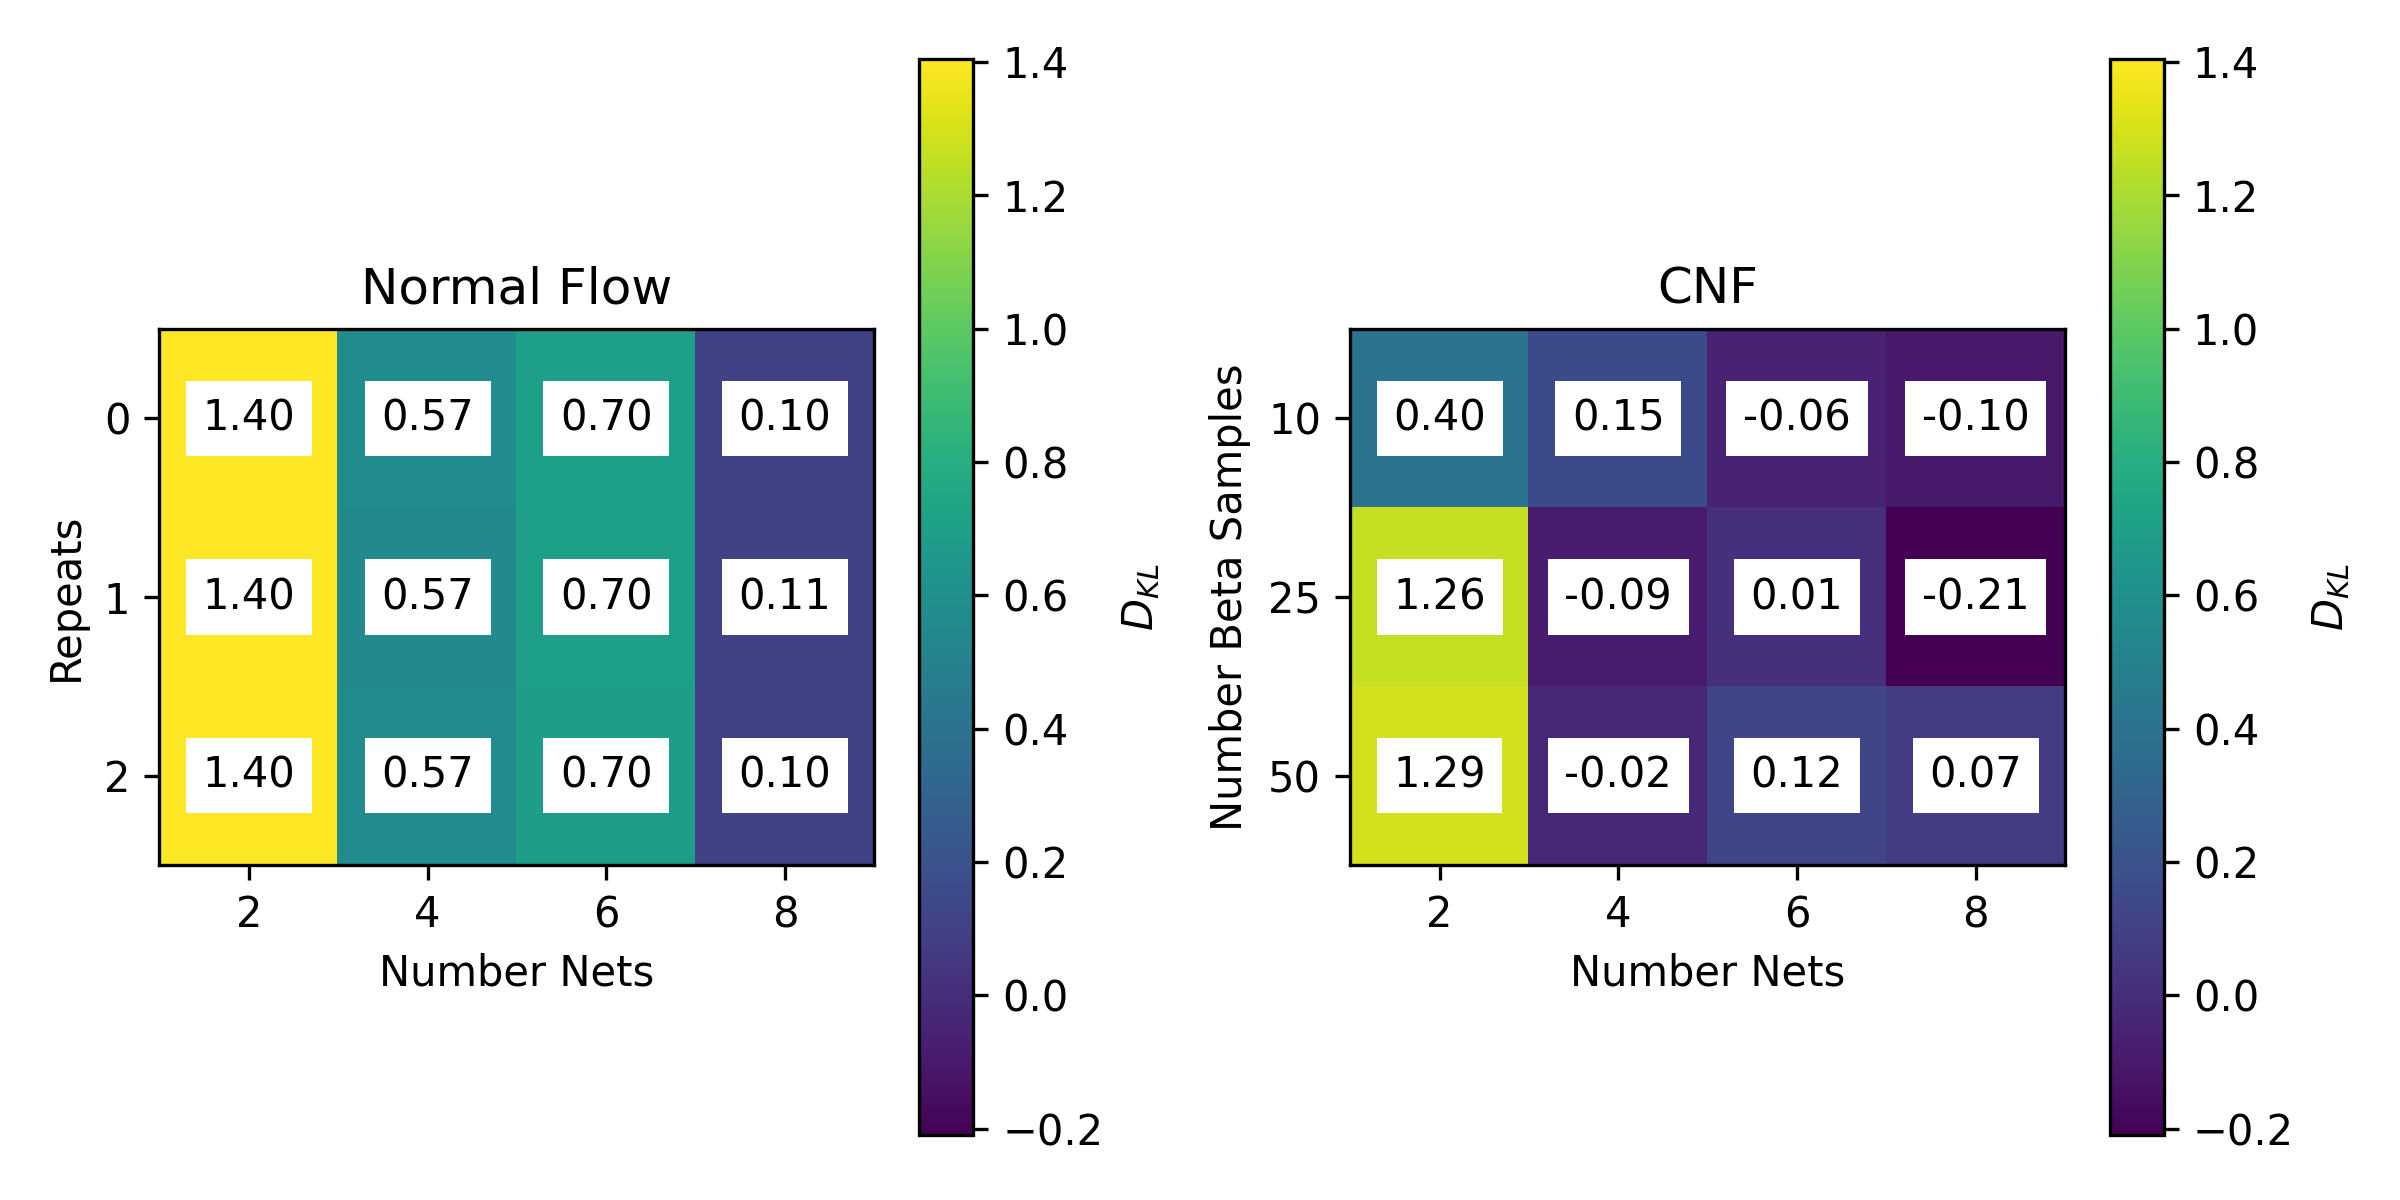 Normal Flow
Repeats
0
1
2
1.40 0.57 0.70 0.10
1.40 0.57 0.70 0.11
1.40 0.57 0.70 0.10
2 4 6 8
Number Nets
1.4
1.2
1.0
0.8
0.6
0.4
0.2
0.0
−0.2
D_{KL}
CNF
Number Beta Samples
10
25
50
0.40 0.15 -0.06 -0.10
1.26 -0.09 0.01 -0.21
1.29 -0.02 0.12 0.07
2 4 6 8
Number Nets
1.4
1.2
1.0
0.8
0.6
0.4
0.2
0.0
−0.2
D_{KL}